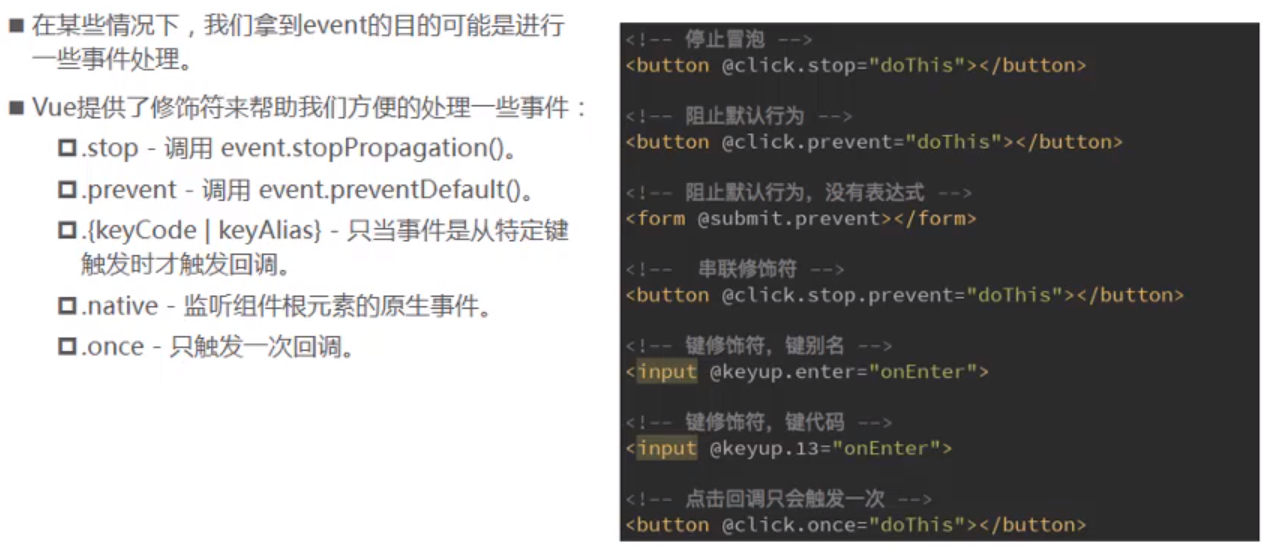 ■ 在某些情况下，我们拿到event的目的可能是进行
一些事件处理。
■ Vue提供了修饰符来帮助我们方便的处理一些事件：
.stop - 调用 event.stopPropagation()。
.prevent - 调用 event.preventDefault()。
.{keyCode | keyAlias} - 只当事件是从特定键
触发时才触发回调。
.native - 监听组件根元素的原生事件。
.once - 只触发一次回调。
<!-- 停止冒泡 -->
<button @click.stop="doThis"></button>
<!-- 阻止默认行为 -->
<button @click.prevent="doThis"></button>
<!-- 阻止默认行为，没有表达式 -->
<form @submit.prevent></form>
<!--  串联修饰符 -->
<button @click.stop.prevent="doThis"></button>
<!-- 键修饰符，键别名 -->
<input @keyup.enter="onEnter">
<!-- 键修饰符，键代码 -->
<input @keyup.13="onEnter">
<!-- 点击回调只会触发一次 -->
<button @click.once="doThis"></button>